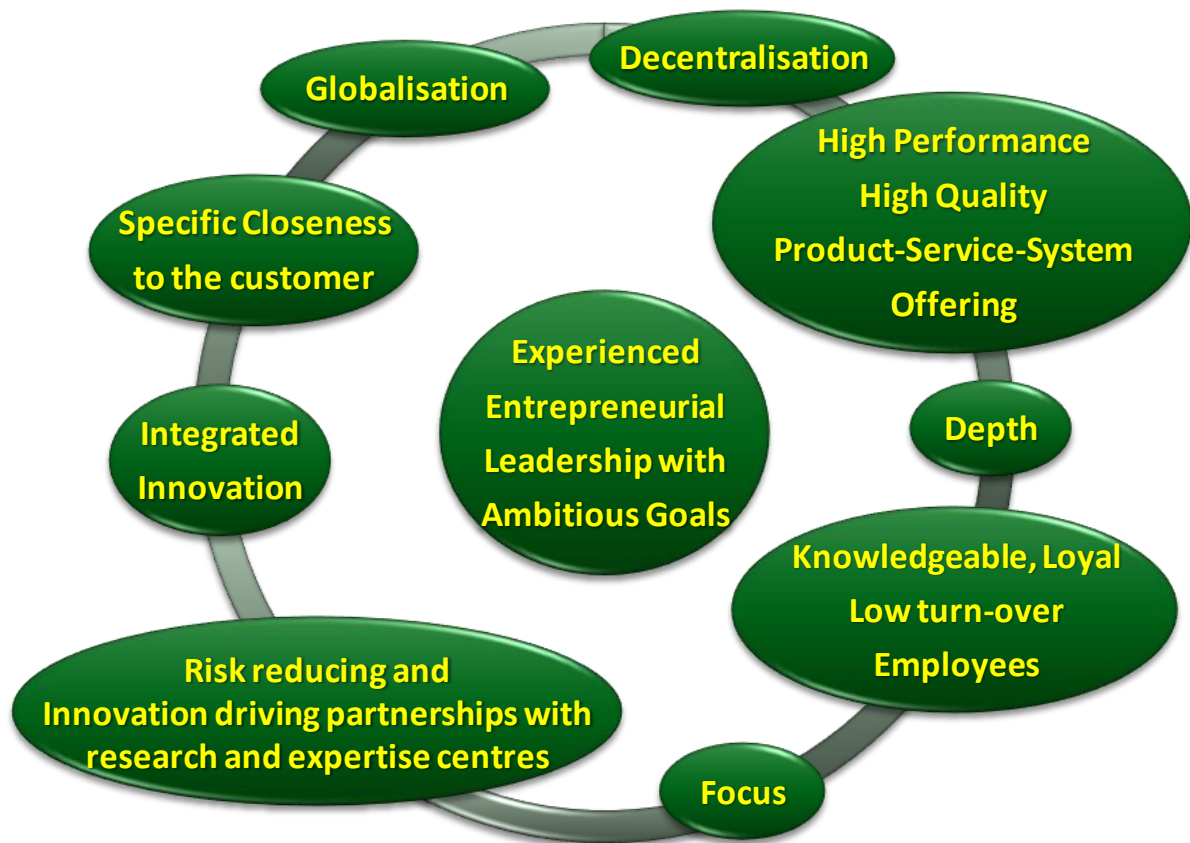 Decentralisation
Globalisation
High Performance
High Quality
Product-Service-System
Offering
Specific Closeness
to the customer
Experienced
Entrepreneurial
Leadership with
Ambitious Goals
Depth
Integrated
Innovation
Knowledgeable, Loyal
Low turn-over
Employees
Risk reducing and
Innovation driving partnerships with
research and expertise centres
Focus